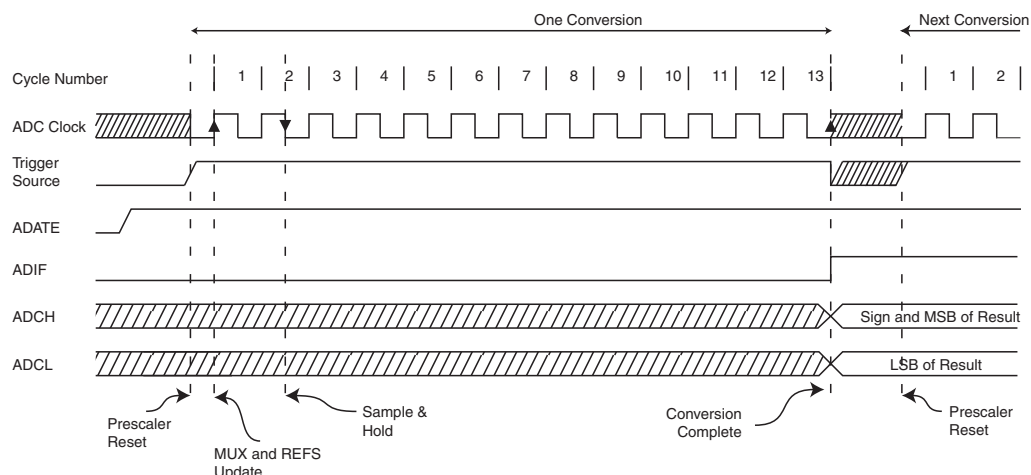 One Conversion
Next Conversion
Cycle Number
1 2 3 4 5 6 7 8 9 10 11 12 13 1 2
ADC Clock
Trigger
Source
ADATE
ADIF
ADCH
Sign and MSB of Result
ADCL
LSB of Result
Prescaler
Reset
MUX and REFS
Update
Sample &
Hold
Conversion
Complete
Prescaler
Reset